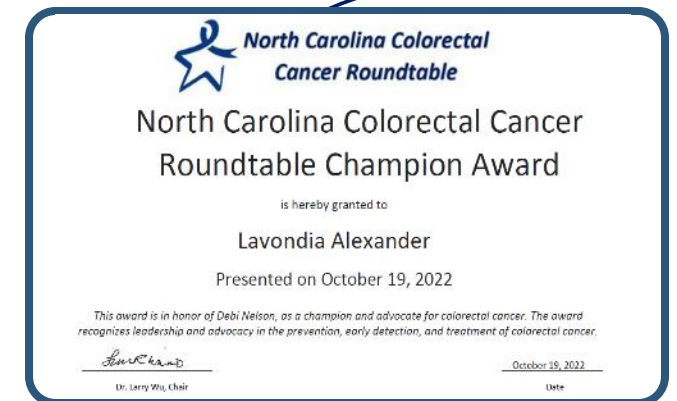 North Carolina Colorectal
Cancer Roundtable
North Carolina Colorectal Cancer
Roundtable Champion Award
is hereby granted to
Lavondia Alexander
Presented on October 19, 2022
This award is in honor of Debi Nelson, as a champion and advocate for colorectal cancer. The award
recognizes leadership and advocacy in the prevention, early detection, and treatment of colorectal cancer.
October 19, 2022
Dr. Larry Wu, Chair
Date